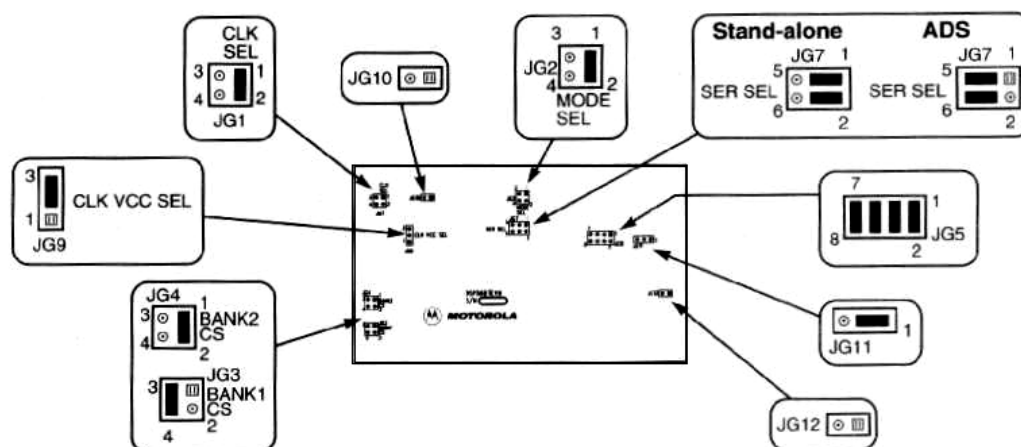 CLK
SEL
3 1
4 2
JG1
JG10
3 1
JG2
4 2
MODE
SEL
Stand-alone ADS
JG7 1 JG7 1
5 5
SER SEL SER SEL
6 6
2 2
3
CLK VCC SEL
1
JG9
7
1
8 JG5
2
CLK VCC SEL
JG4
1
3 BANK2
4 CS
2
JG3
3 BANK1
CS
2
4
MOTOROLA
1
JG11
JG12